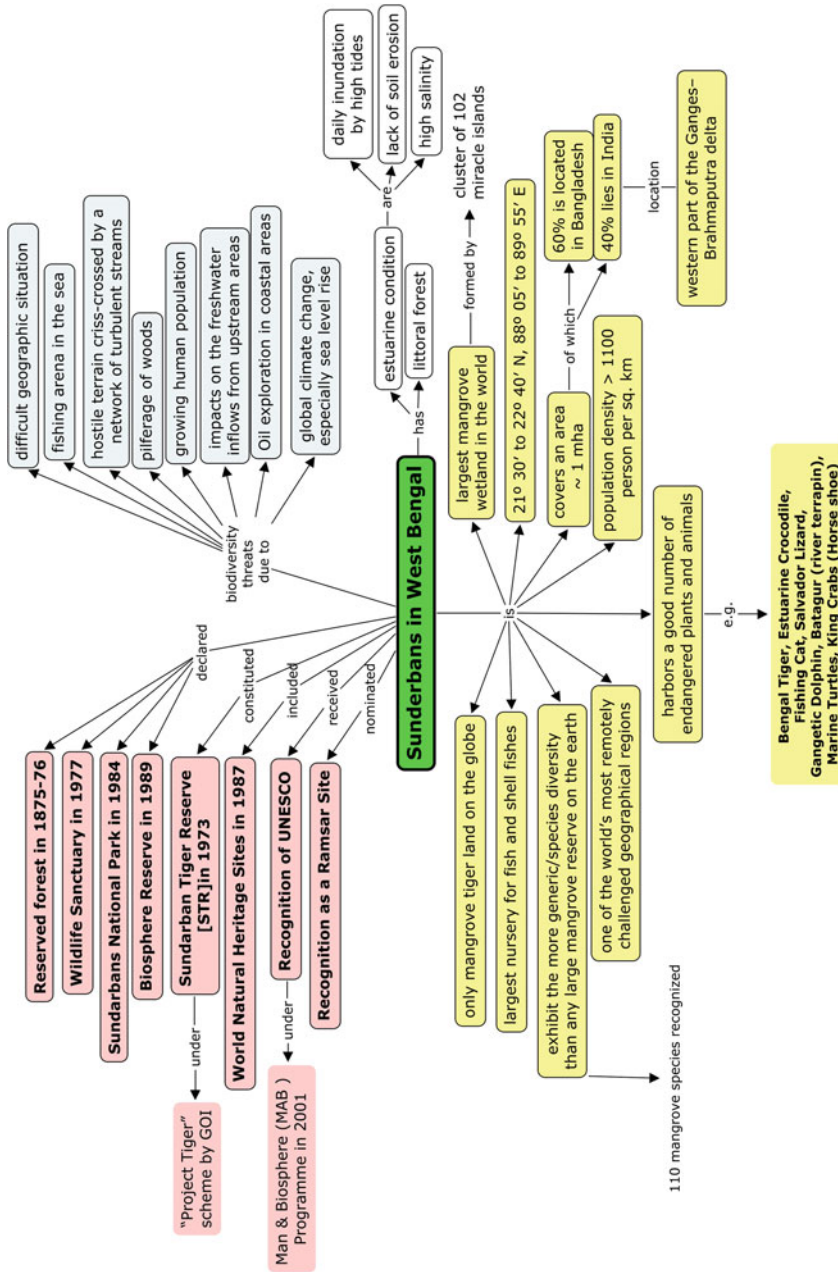 Reserved forest in 1875-76
Wildlife Sanctuary in 1977
Sundarbans National Park in 1984
Biosphere Reserve in 1989
declared
Sundarban Tiger Reserve
[STR]in 1973
constituted
under
"Project Tiger"
scheme by GOI
World Natural Heritage Sites in 1987
included
Recognition of UNESCO
received
under
Man & Biosphere (MAB )
Programme in 2001
Recognition as a Ramsar Site
nominated
Sunderbans in West Bengal
biodiversity
threats
due to
difficult geographic situation
fishing arena in the sea
hostile terrain criss-crossed by a
network of turbulent streams
pilferage of woods
growing human population
impacts on the freshwater
inflows from upstream areas
Oil exploration in coastal areas
global climate change,
especially sea level rise
has
estuarine condition
are
daily inundation
by high tides
lack of soil erosion
high salinity
littoral forest
is
only mangrove tiger land on the globe
largest nursery for fish and shell fishes
exhibit the more generic/species diversity
than any large mangrove reserve on the earth
110 mangrove species recognized
one of the world's most remotely
challenged geographical regions
harbors a good number of
endangered plants and animals
e.g.
Bengal Tiger, Estuarine Crocodile,
Fishing Cat, Salvador Lizard,
Gangetic Dolphin, Batagur (river terrapin),
Marine Turtles, King Crabs (Horse shoe)
largest mangrove
wetland in the world
formed by
cluster of 102
miracle islands
21º 30′ to 22º 40′ N, 88º 05′ to 89º 55′ E
covers an area
~ 1 mha
of which
60% is located
in Bangladesh
40% lies in India
location
western part of the Ganges–
Brahmaputra delta
population density > 1100
person per sq. km